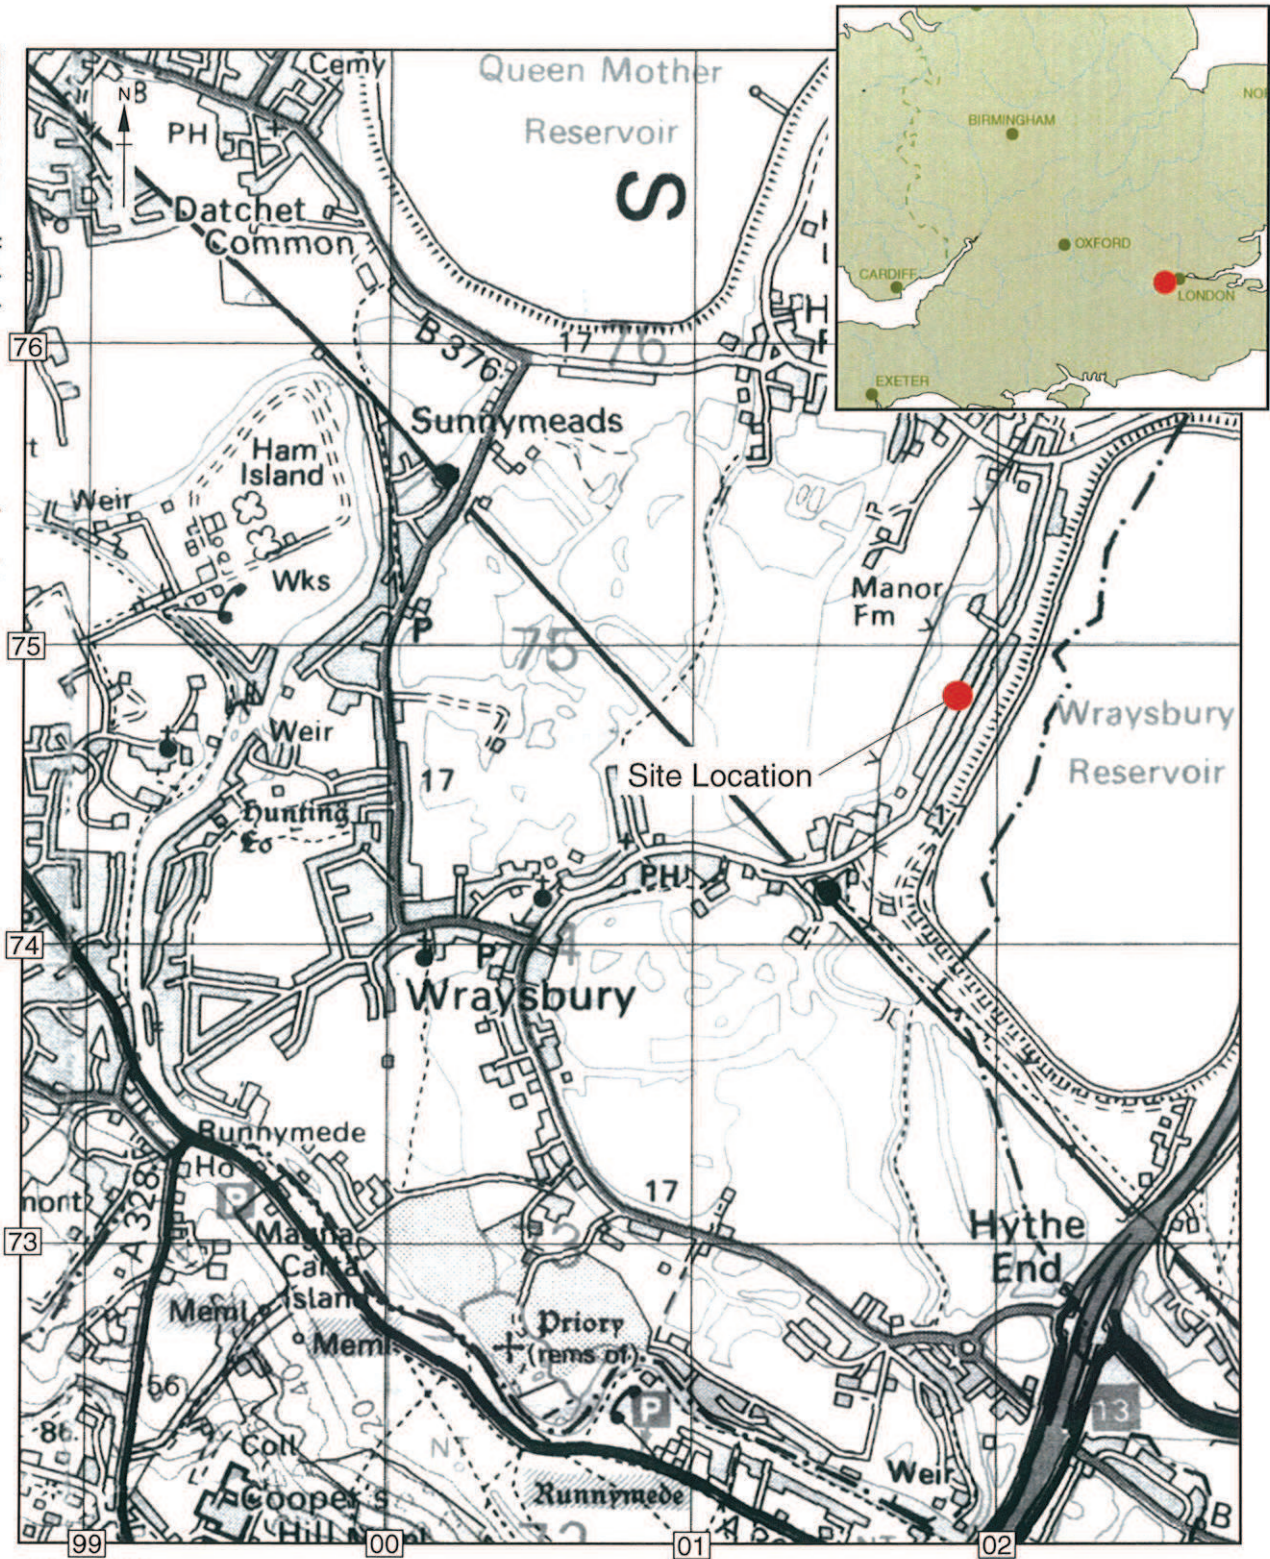 Cemy
Queen Mother
Reservoir
N
PH
S
Datchet
Common
BIRMINGHAM
OXFORD
CARDIFF
LONDON
EXETER
76
B 376
17
76
Sunnymeads
Ham
Island
Weir
Wks
Manor
Fm
75
P
75
Wraysbury
Reservoir
Weir
Site Location
17
Hunting
PH
74
P
Wraysbury
Runnymede
Ho
P
17
A 328
Hythe
End
73
Magna
Carta
Island
Meml
Meml
Priory
(rems of)
56
P
13
86
Coll
NT
Weir
Cooper's
Runnymede
B
99
00
01
02